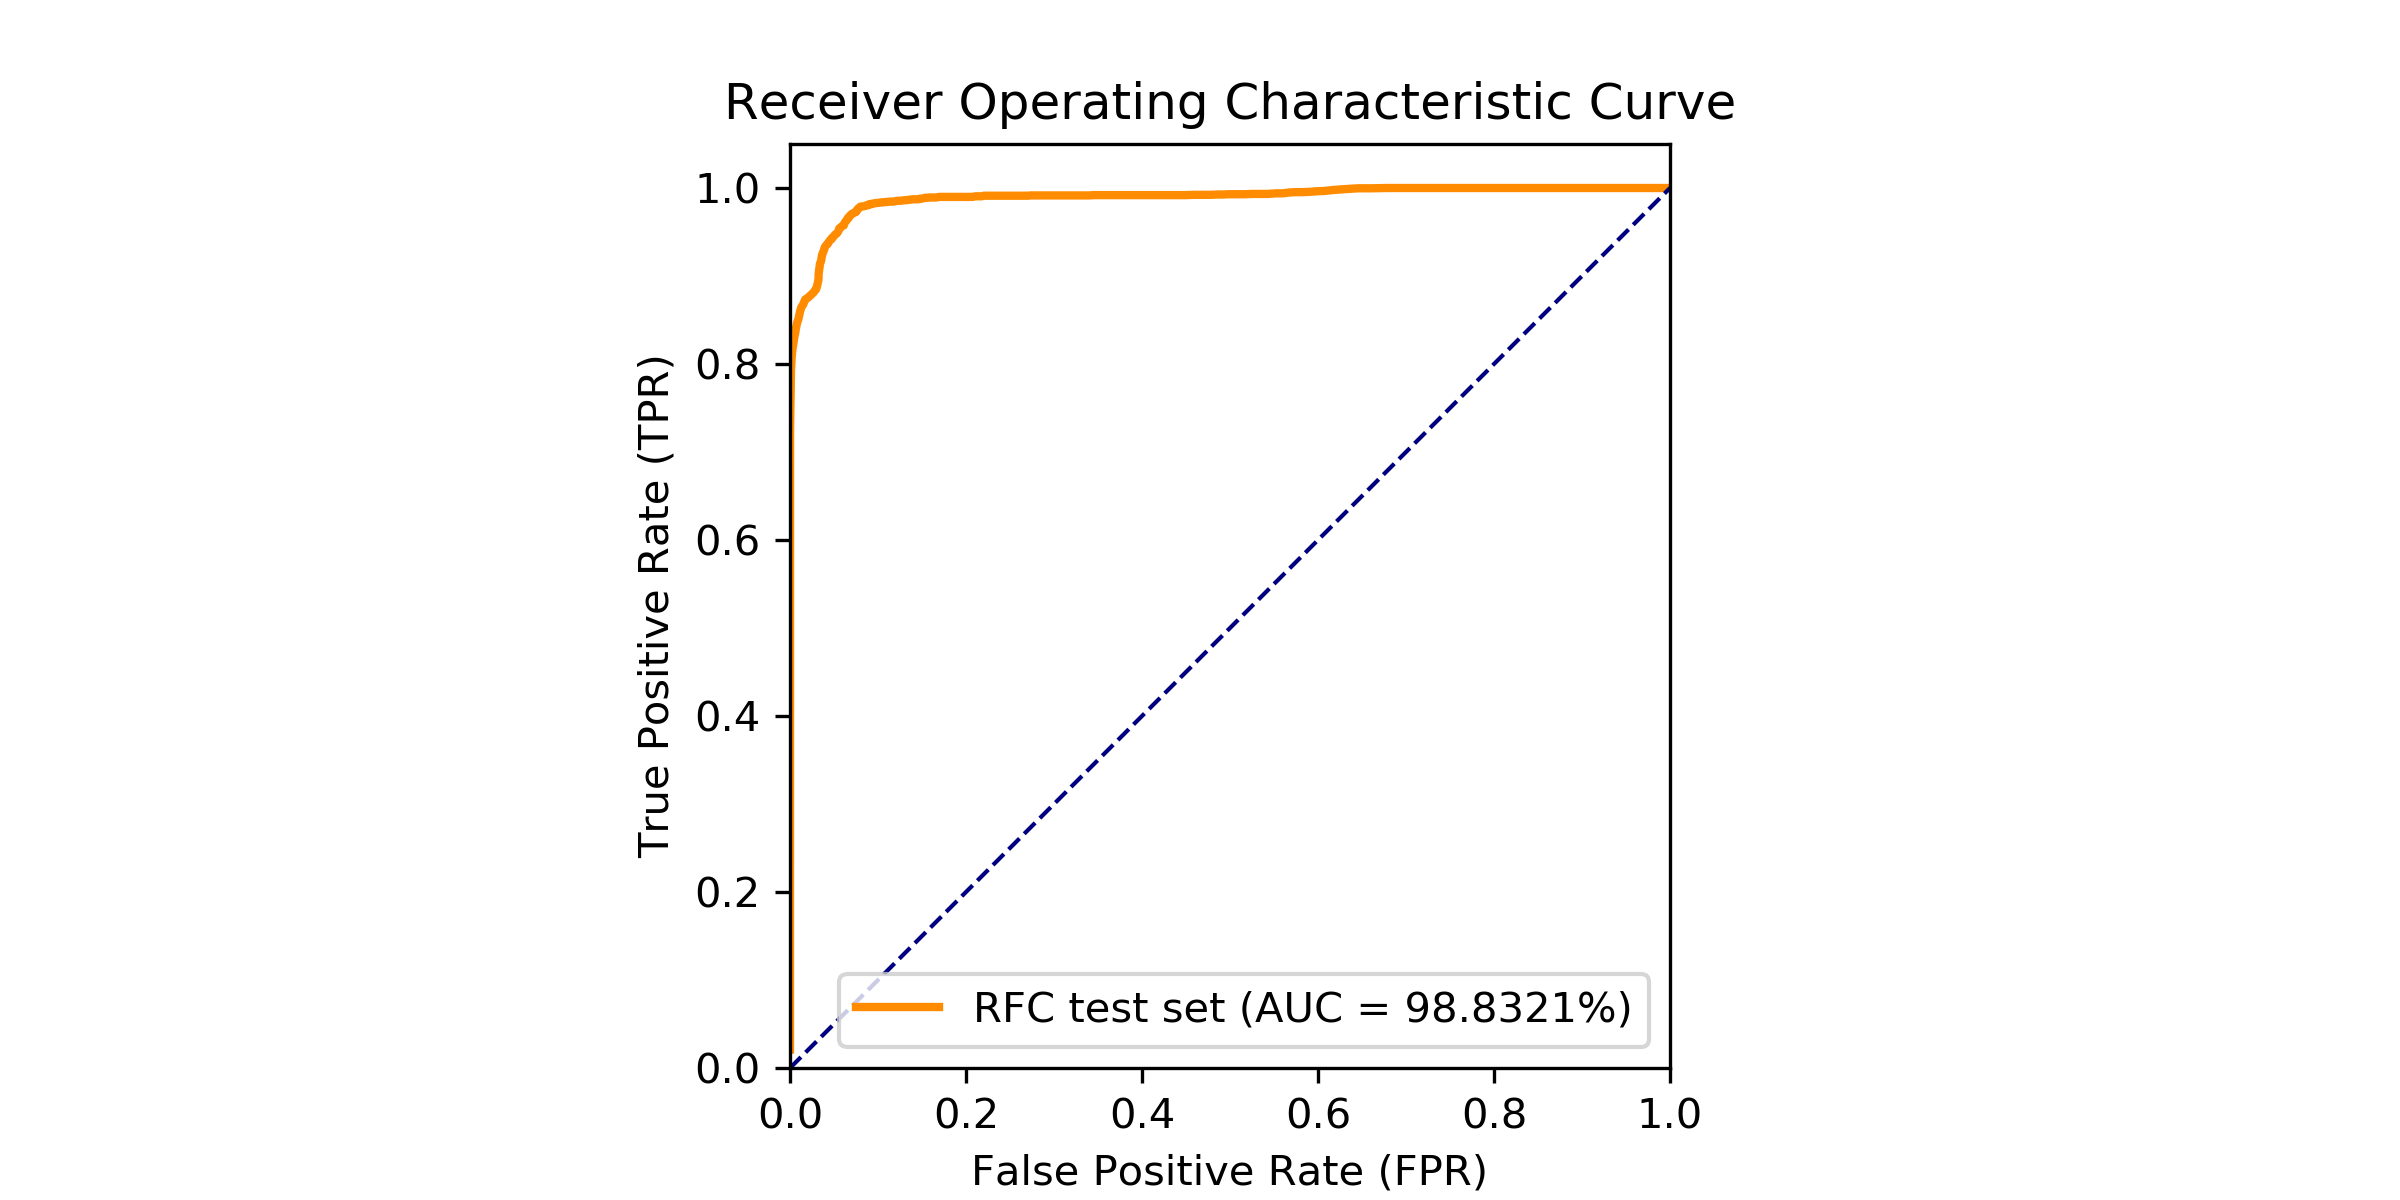 Receiver Operating Characteristic Curve
1.0
0.8
0.6
0.4
0.2
0.0
True Positive Rate (TPR)
RFC test set (AUC = 98.8321%)
0.0 0.2 0.4 0.6 0.8 1.0
False Positive Rate (FPR)